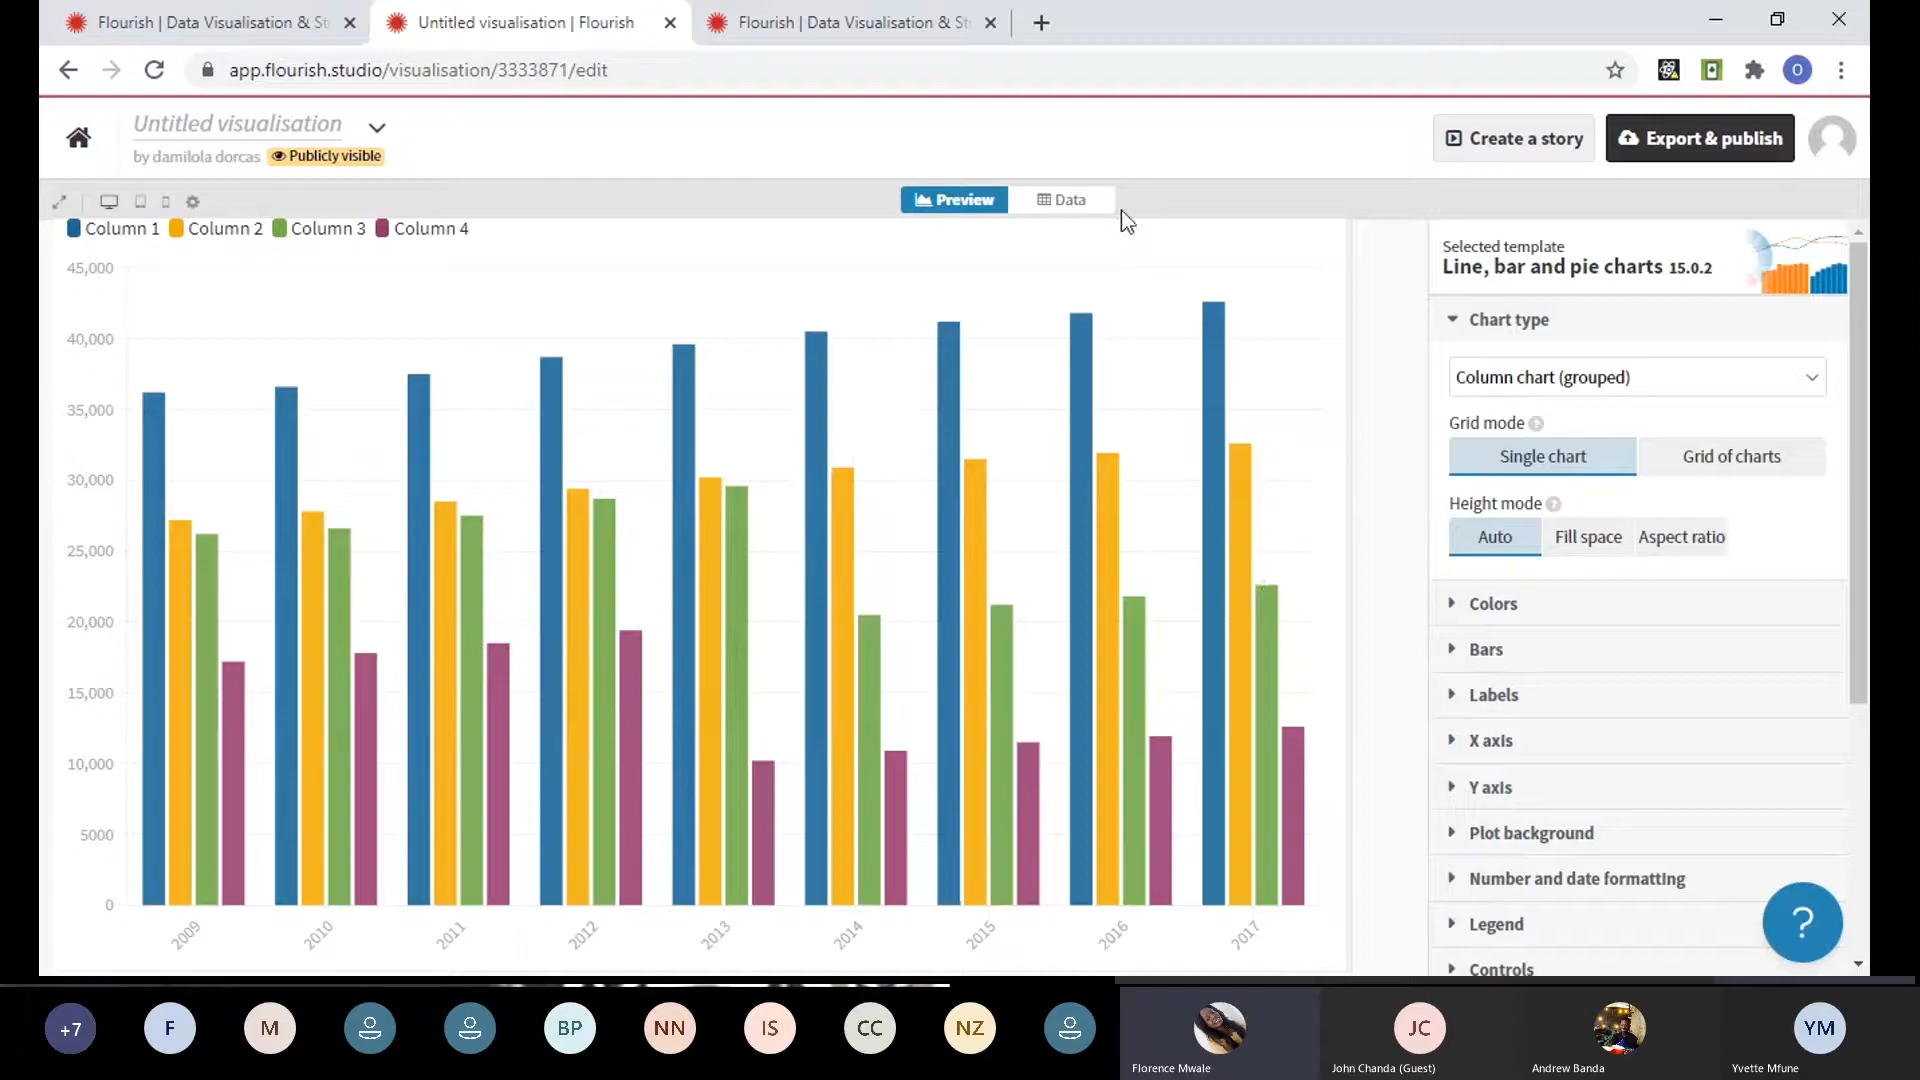 Flourish | Data Visualisation & St
Untitled visualisation | Flourish
Flourish | Data Visualisation & St
app.flourish.studio/visualisation/3333871/edit
O
Untitled visualisation
by damilola dorcas
Publicly visible
Create a story
Export & publish
Preview
Data
Column 1
Column 2
Column 3
Column 4
45,000
40,000
35,000
30,000
25,000
20,000
15,000
10,000
5000
0
2009
2010
2011
2012
2013
2014
2015
2016
2017
Selected template
Line, bar and pie charts 15.0.2
Chart type
Column chart (grouped)
Grid mode ?
Single chart
Grid of charts
Height mode ?
Auto
Fill space
Aspect ratio
Colors
Bars
Labels
X axis
Y axis
Plot background
Number and date formatting
Legend
Controls
?
+7
F
M
BP
NN
IS
CC
NZ
JC
YM
Florence Mwale
John Chanda (Guest)
Andrew Banda
Yvette Mfune